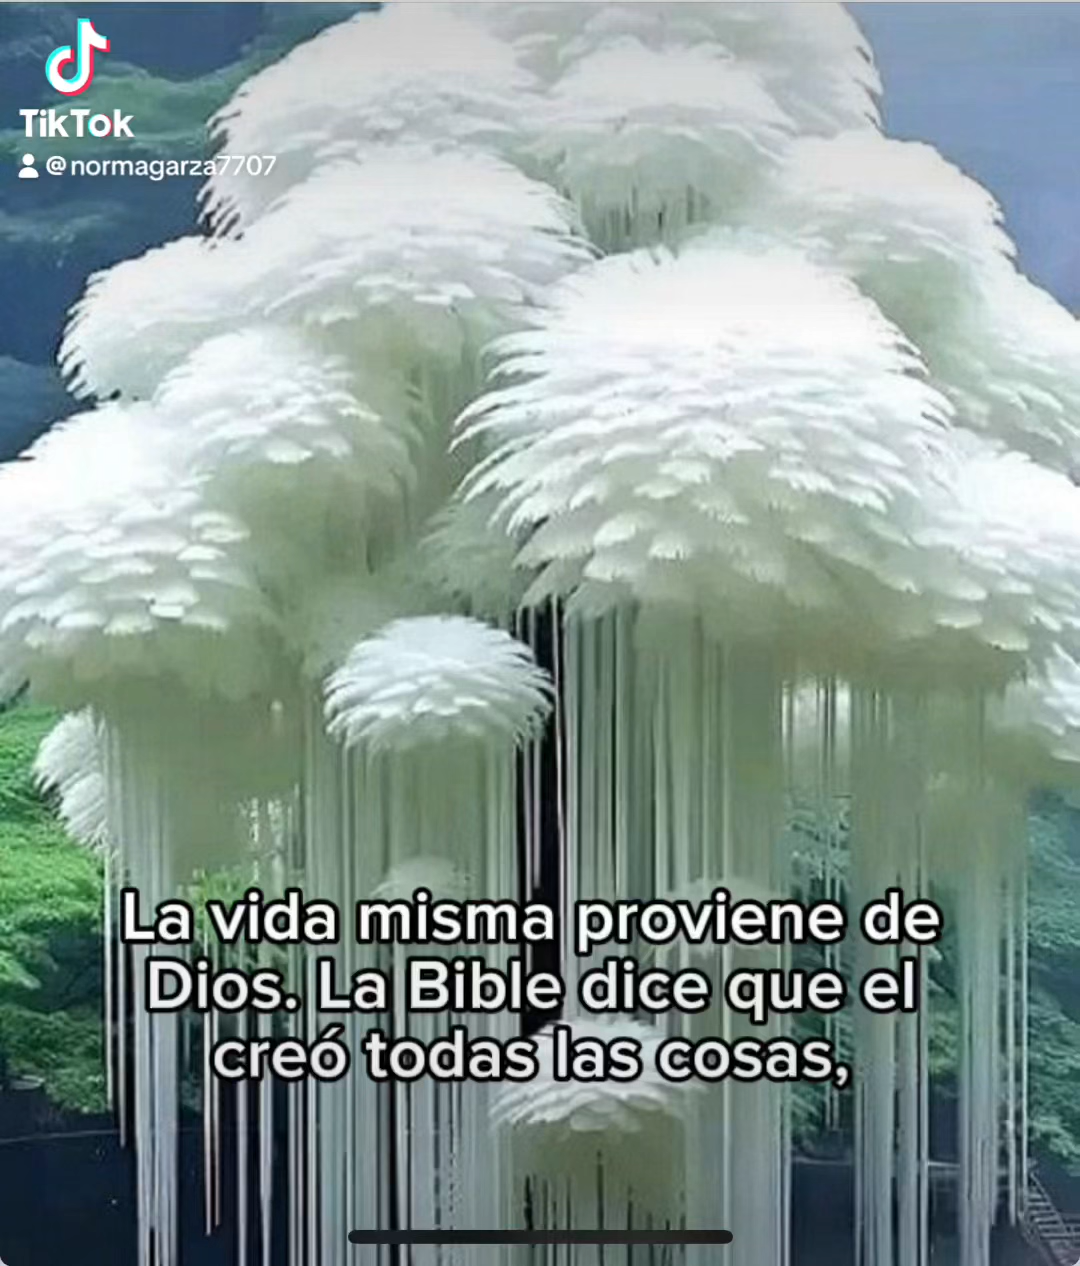 TikTok
@normagarza7707
La vida misma proviene de
Dios. La Bible dice que el
creó todas las cosas,